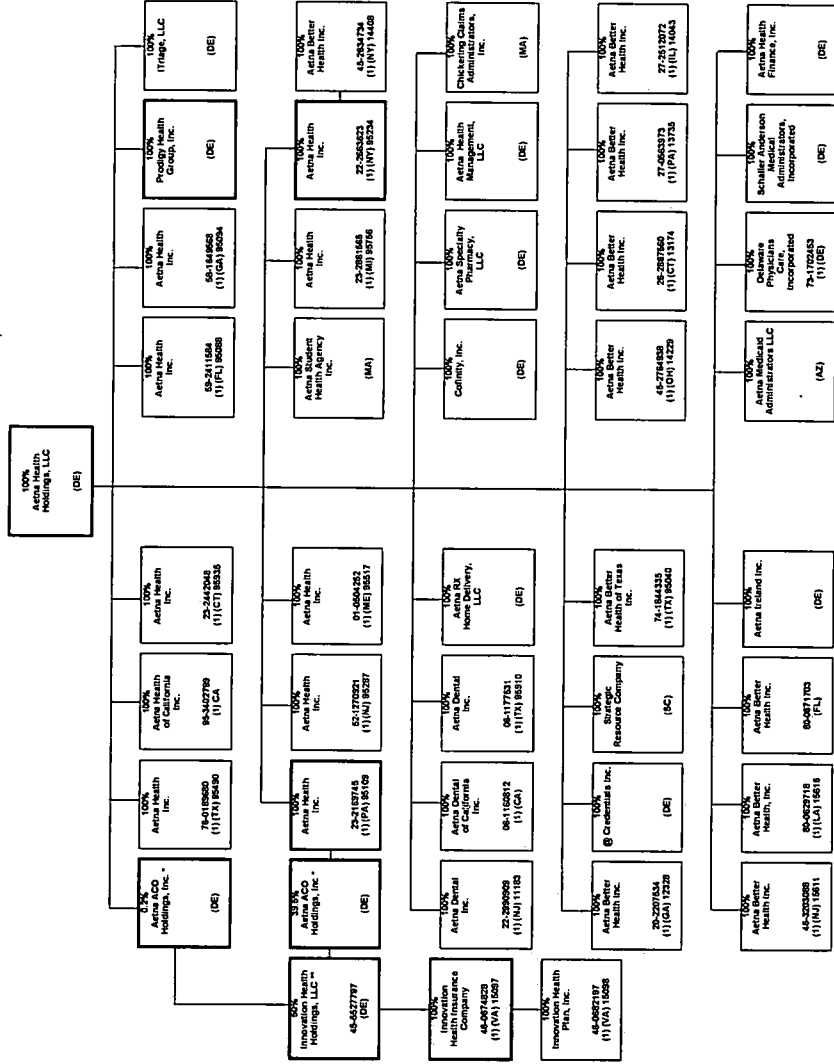 100%
Aetna Health
Holdings, LLC
(DE)
0.2%
Aetna ACO
Holdings, Inc. *
(DE)
100%
Aetna Health
Inc.
76-0189680
(1) (TX) 95490
100%
Aetna Health
of California
Inc.
95-3402799
(1) CA
100%
Aetna Health
Inc.
23-2442048
(1) (CT) 95935
100%
Aetna Health
Inc.
59-2411584
(1) (FL) 95088
100%
Aetna Health
Inc.
58-1649568
(1) (GA) 95094
100%
Prodigy Health
Group, Inc.
(DE)
100%
iTriage, LLC
(DE)
Aetna ACO
Holdings, Inc *
(DE)
100%
Aetna Health
Inc.
23-2169745
(1) (PA) 95109
100%
Aetna Health
Inc.
52-1270921
(1) (NJ) 95287
100%
Aetna Health
Inc.
01-0504252
(1) (ME) 95517
100%
Aetna Student
Health Agency
Inc.
(MA)
100%
Aetna Health
Inc.
23-2861565
(1) (MI) 95756
100%
Aetna Health
Inc.
22-2663623
(1) (NY) 95234
100%
Aetna Better
Health Inc.
45-2634734
(1) (NY) 14408
Innovation Health
Holdings, LLC **
(DE)
100%
Innovation
Health Insurance
Company
46-0674828
(1) (VA) 15097
100%
Innovation Health
Plan, Inc.
46-0682197
(1) (VA) 15098
100%
Aetna Dental
Inc.
22-2990909
(1) (NJ) 11183
100%
Aetna Dental
of California
Inc.
06-1160812
(1) (CA)
100%
Aetna Dental
Inc.
06-1177531
(1) (TX) 95910
100%
Aetna RX
Home Delivery,
LLC
(DE)
100%
Cofinity, Inc.
(DE)
100%
Aetna Specialty
Pharmacy,
LLC
(DE)
100%
Aetna Health
Management,
LLC
(DE)
100%
Chickering Claims
Administrators,
Inc.
(MA)
100%
Aetna Better
Health Inc.
20-2207534
(1) (GA) 12328
100%
@ Credentials Inc.
(DE)
100%
Strategic
Resource Company
(SC)
100%
Aetna Better
Health of Texas
Inc.
74-1844335
(1) (TX) 95040
100%
Aetna Better
Health Inc.
45-2764938
(1) (OH) 14229
100%
Aetna Better
Health Inc.
26-2867560
(1) (CT) 13174
100%
Aetna Better
Health Inc.
27-0563973
(1) (PA) 13735
100%
Aetna Better
Health Inc.
27-2512072
(1) (IL) 14043
100%
Aetna Better
Health Inc.
46-3203088
(1) (NJ) 15611
100%
Aetna Better
Health, Inc.
80-0629718
(1) (LA) 15616
100%
Aetna Better
Health Inc.
80-0671703
(FL)
100%
Aetna Ireland Inc.
(DE)
100%
Aetna Medicaid
Administrators LLC
(AZ)
100%
Delaware
Physicians
Care,
Incorporated
73-1702453
(1) (DE)
100%
Schaller Anderson
Medical
Administrators,
Incorporated
(DE)
100%
Aetna Health
Finance, Inc.
(DE)